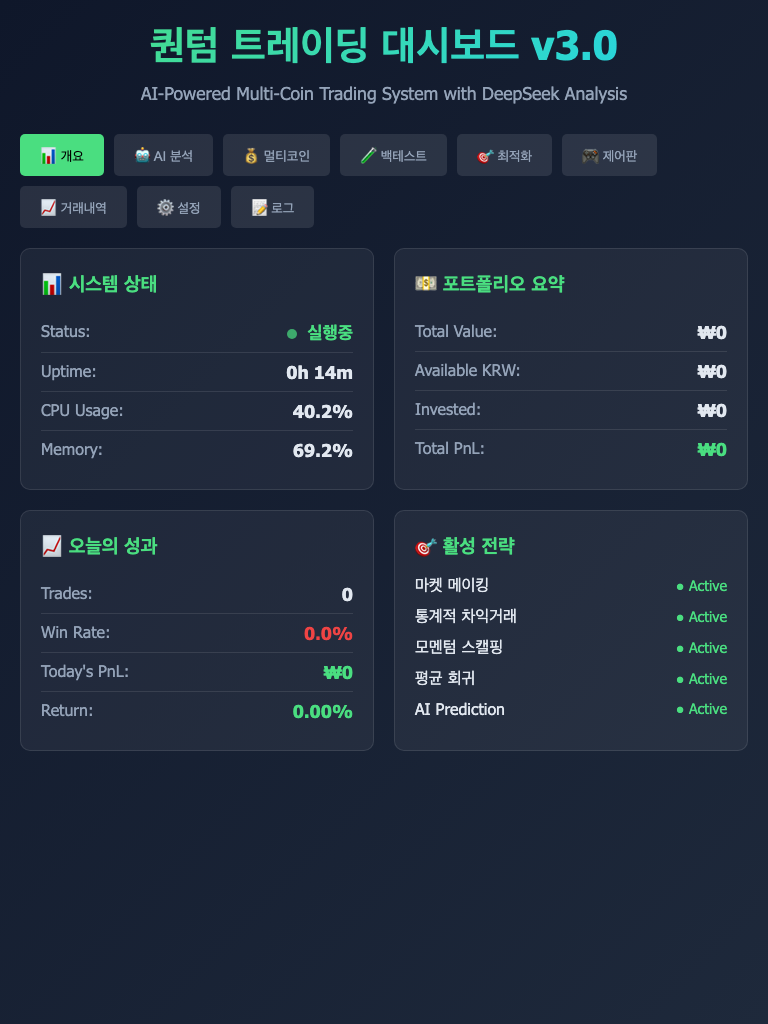 퀀텀 트레이딩 대시보드 v3.0
AI-Powered Multi-Coin Trading System with DeepSeek Analysis
📊 개요
🤖 AI 분석
💰 멀티코인
🧪 백테스트
🎯 최적화
🎮 제어판
📈 거래내역
⚙️ 설정
📝 로그
📊 시스템 상태
Status: ● 실행중
Uptime: 0h 14m
CPU Usage: 40.2%
Memory: 69.2%
💵 포트폴리오 요약
Total Value: ₩0
Available KRW: ₩0
Invested: ₩0
Total PnL: ₩0
📈 오늘의 성과
Trades: 0
Win Rate: 0.0%
Today's PnL: ₩0
Return: 0.00%
🎯 활성 전략
마켓 메이킹 ● Active
통계적 차익거래 ● Active
모멘텀 스캘핑 ● Active
평균 회귀 ● Active
AI Prediction ● Active